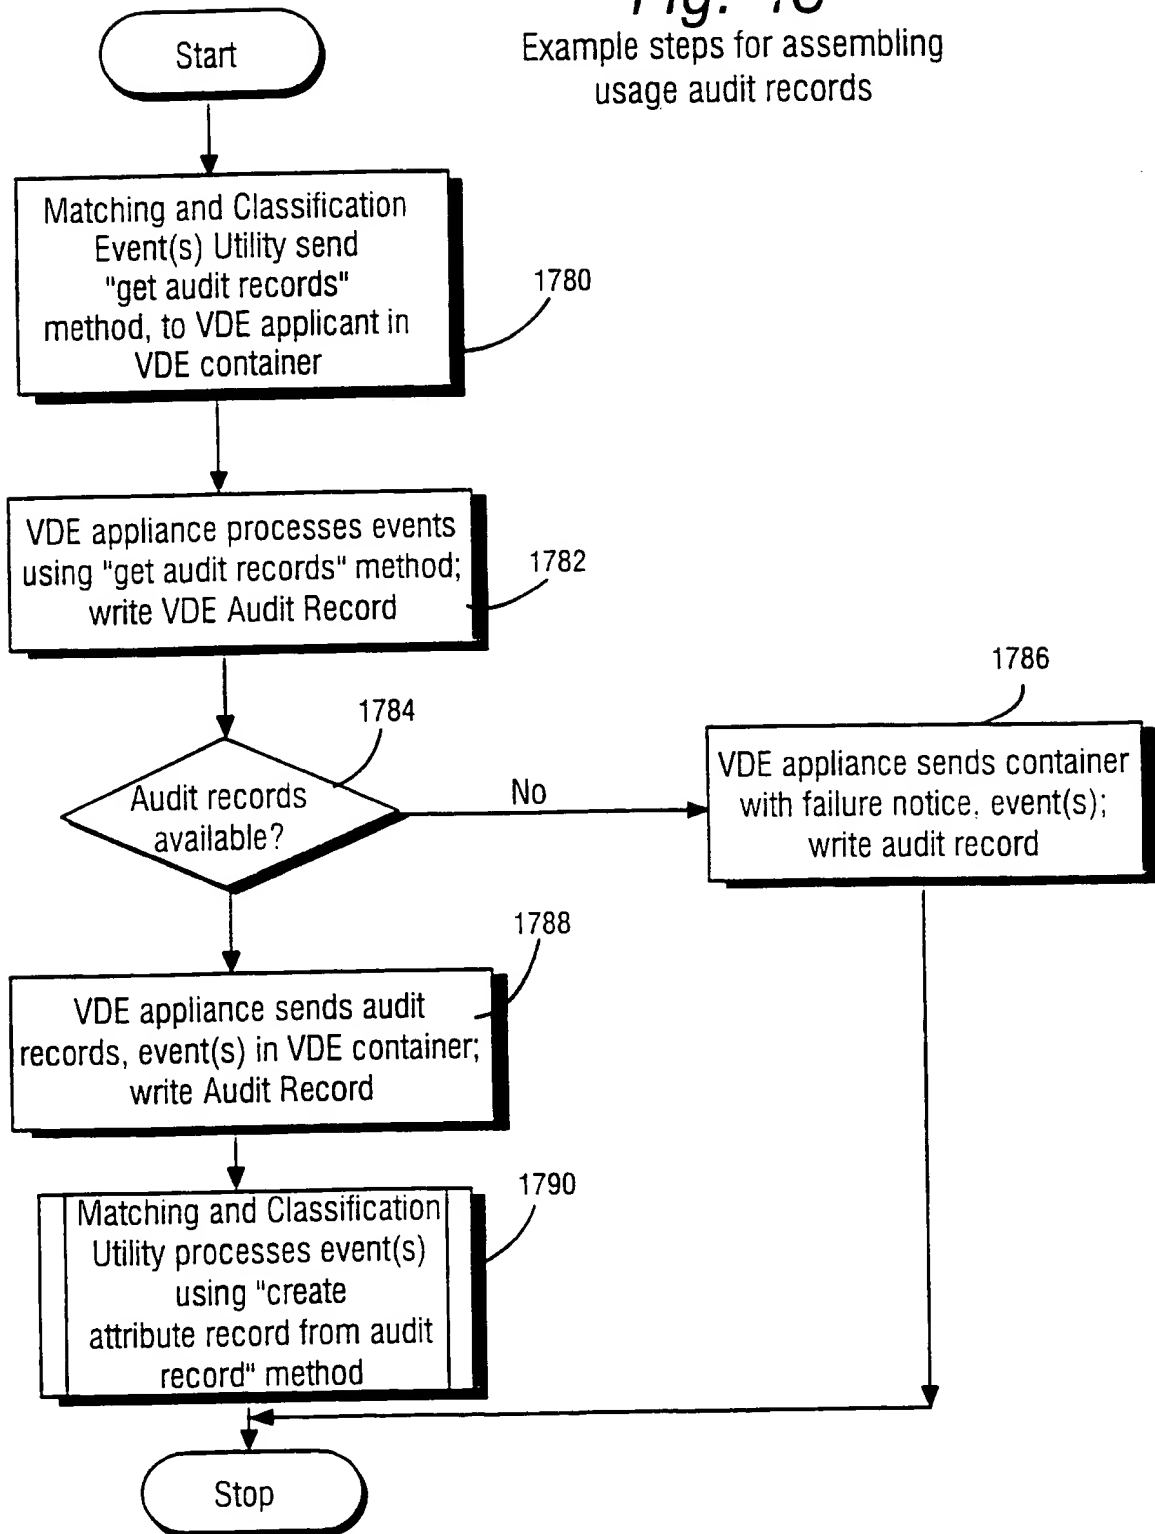 Fig.
Example steps for assembling
usage audit records
Start
Matching and Classification
Event(s) Utility send
"get audit records"
method, to VDE applicant in
VDE container
1780
VDE appliance processes events
using "get audit records" method;
write VDE Audit Record
1782
1784
Audit records
available?
No
1786
VDE appliance sends container
with failure notice, event(s);
write audit record
1788
VDE appliance sends audit
records, event(s) in VDE container;
write Audit Record
1790
Matching and Classification
Utility processes event(s)
using "create
attribute record from audit
record" method
Stop